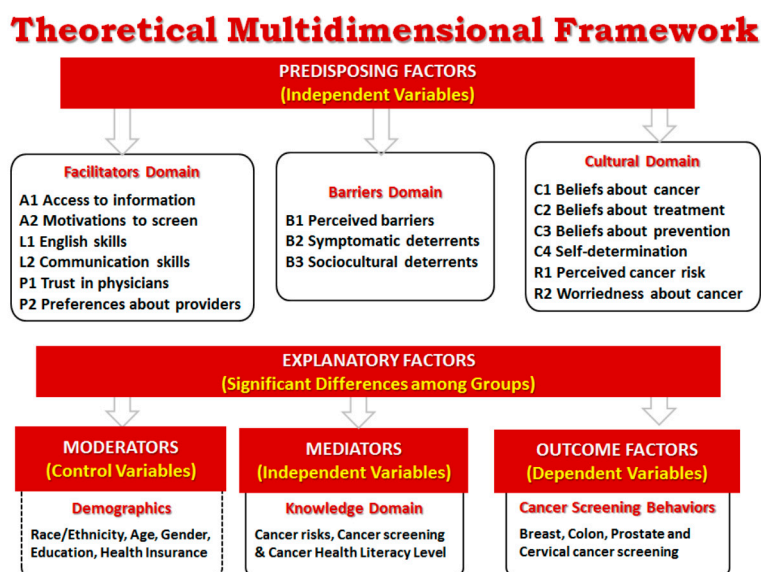 Theoretical Multidimensional Framework
PREDISPOSING FACTORS
(Independent Variables)
Facilitators Domain
A1 Access to information
A2 Motivations to screen
L1 English skills
L2 Communication skills
P1 Trust in physicians
P2 Preferences about providers
Barriers Domain
B1 Perceived barriers
B2 Symptomatic deterrents
B3 Sociocultural deterrents
Cultural Domain
C1 Beliefs about cancer
C2 Beliefs about treatment
C3 Beliefs about prevention
C4 Self-determination
R1 Perceived cancer risk
R2 Worriedness about cancer
EXPLANATORY FACTORS
(Significant Differences among Groups)
MODERATORS
(Control Variables)
Demographics
Race/Ethnicity, Age, Gender,
Education, Health Insurance
MEDIATORS
(Independent Variables)
Knowledge Domain
Cancer risks, Cancer screening
& Cancer Health Literacy Level
OUTCOME FACTORS
(Dependent Variables)
Cancer Screening Behaviors
Breast, Colon, Prostate and
Cervical cancer screening